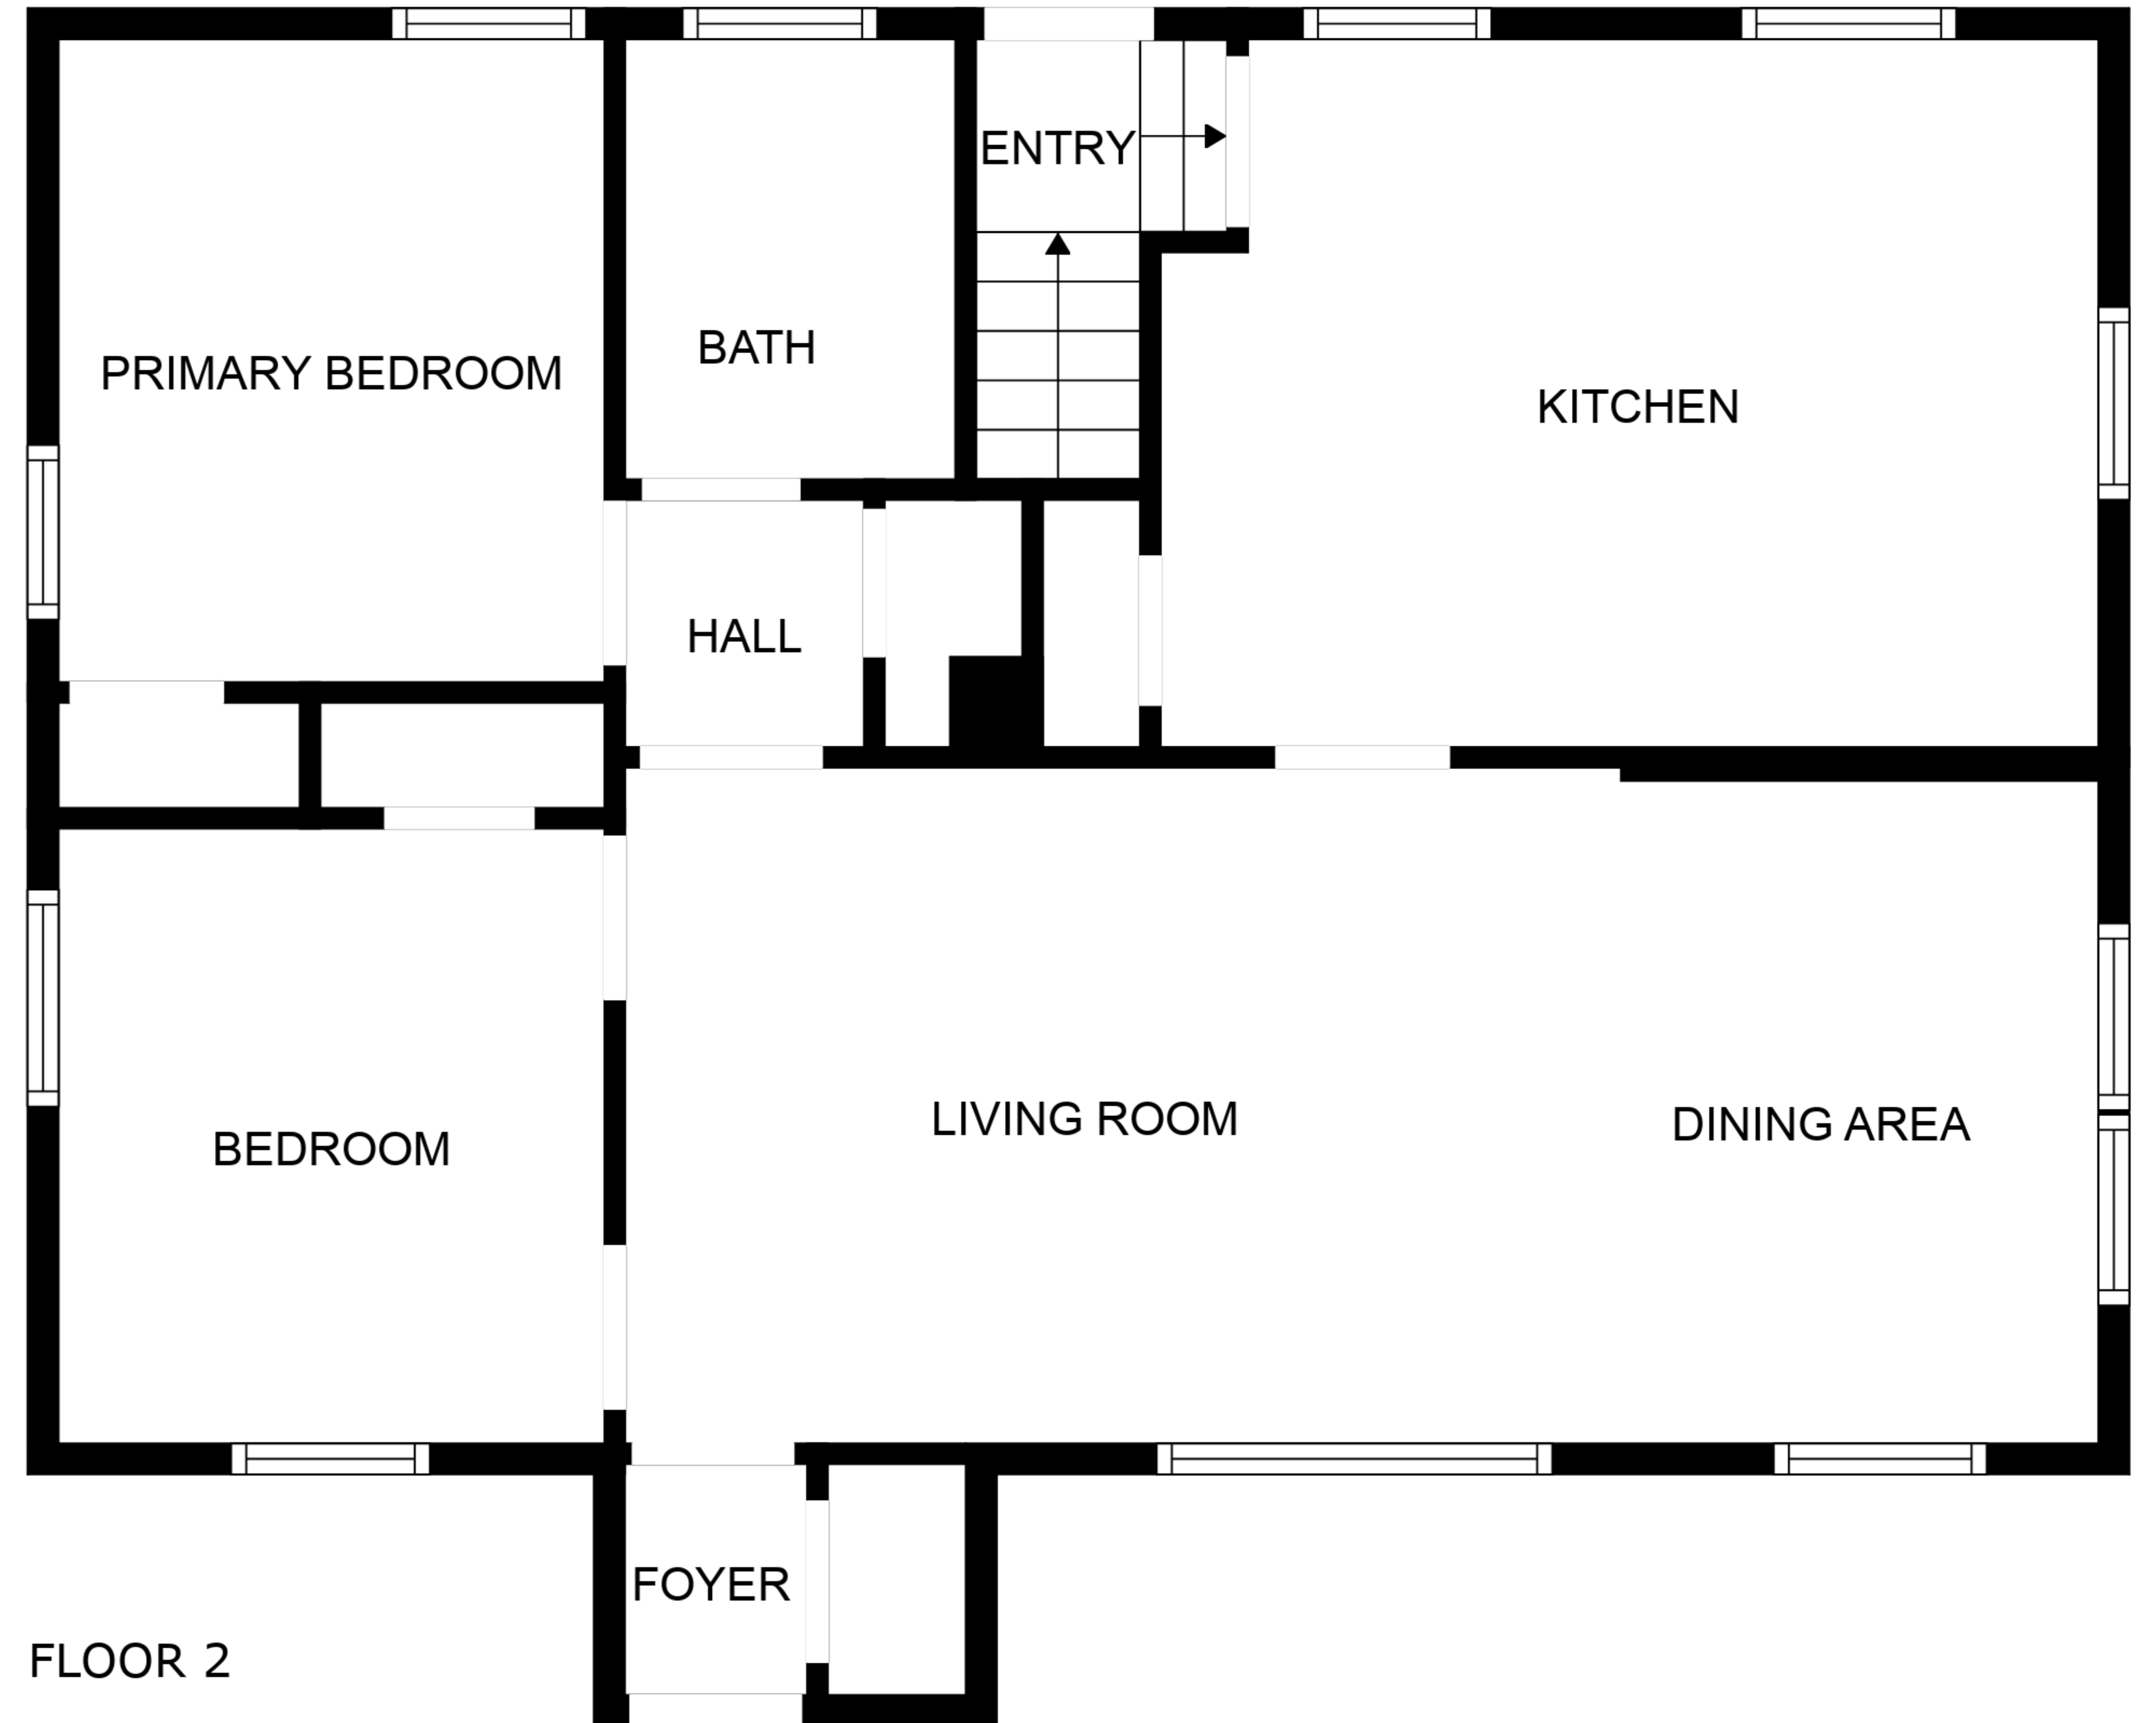 ENTRY
BATH
PRIMARY BEDROOM
KITCHEN
HALL
LIVING ROOM
DINING AREA
BEDROOM
FOYER
FLOOR 2